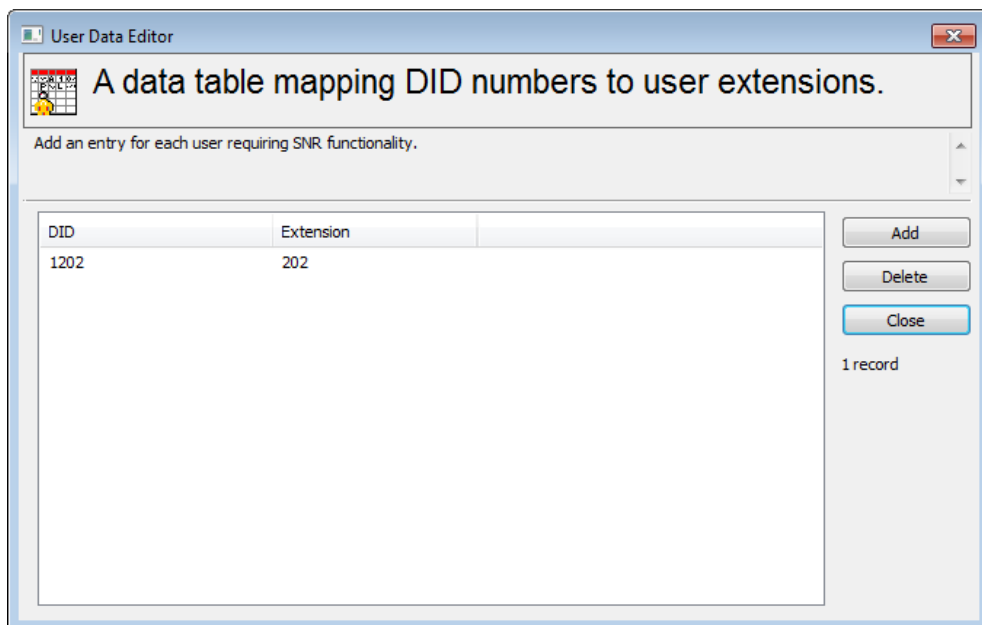 User Data Editor
A data table mapping DID numbers to user extensions.
Add an entry for each user requiring SNR functionality.
DID Extension
1202 202
Add
Delete
Close
1 record